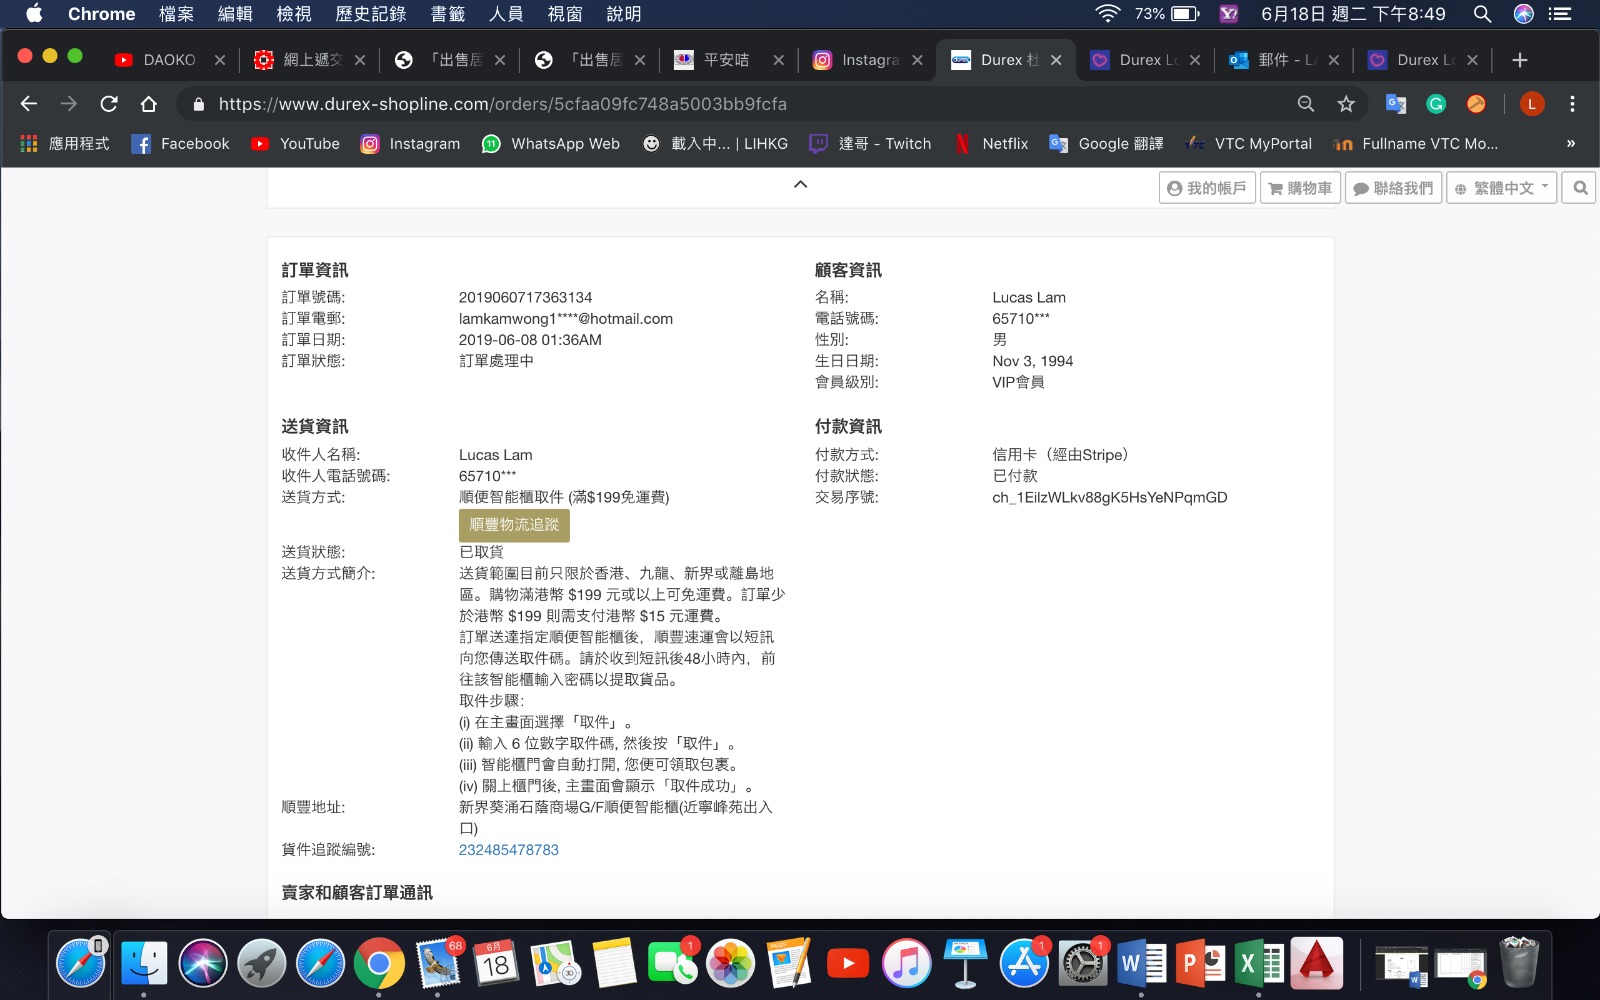 Chrome 檔案 編輯 檢視 歷史記錄 書籤 人員 視窗 說明 73% 6月18日 週二 下午8:49
DAOKO 網上遞交 「出售居 「出售居 平安咭 Instagra Durex 杜 Durex Lo 郵件 - LA Durex Lo
https://www.durex-shopline.com/orders/5cfaa09fc748a5003bb9fcfa L
應用程式 Facebook YouTube Instagram WhatsApp Web 載入中... | LIHKG 達哥 - Twitch Netflix Google 翻譯 VTC MyPortal Fullname VTC Mo... »
我的帳戶 購物車 聯絡我們 繁體中文
訂單資訊
訂單號碼: 2019060717363134
訂單電郵: lamkamwong1****@hotmail.com
訂單日期: 2019-06-08 01:36AM
訂單狀態: 訂單處理中
顧客資訊
名稱: Lucas Lam
電話號碼: 65710***
性別: 男
生日日期: Nov 3, 1994
會員級別: VIP會員
送貨資訊
收件人名稱: Lucas Lam
收件人電話號碼: 65710***
送貨方式: 順便智能櫃取件 (滿$199免運費)
順豐物流追蹤
送貨狀態: 已取貨
送貨方式簡介: 送貨範圍目前只限於香港、九龍、新界或離島地
區。購物滿港幣 $199 元或以上可免運費。訂單少
於港幣 $199 則需支付港幣 $15 元運費。
訂單送達指定順便智能櫃後，順豐速運會以短訊
向您傳送取件碼。請於收到短訊後48小時內，前
往該智能櫃輸入密碼以提取貨品。
取件步驟:
(i) 在主畫面選擇「取件」。
(ii) 輸入 6 位數字取件碼, 然後按「取件」。
(iii) 智能櫃門會自動打開, 您便可領取包裹。
(iv) 關上櫃門後, 主畫面會顯示「取件成功」。
順豐地址: 新界葵涌石蔭商場G/F順便智能櫃(近寧峰苑出入
口)
貨件追蹤編號: 232485478783
付款資訊
付款方式: 信用卡（經由Stripe）
付款狀態: 已付款
交易序號: ch_1EilzWLkv88gK5HsYeNPqmGD
賣家和顧客訂單通訊
68 6月 18 3D 1 1 1 W P X